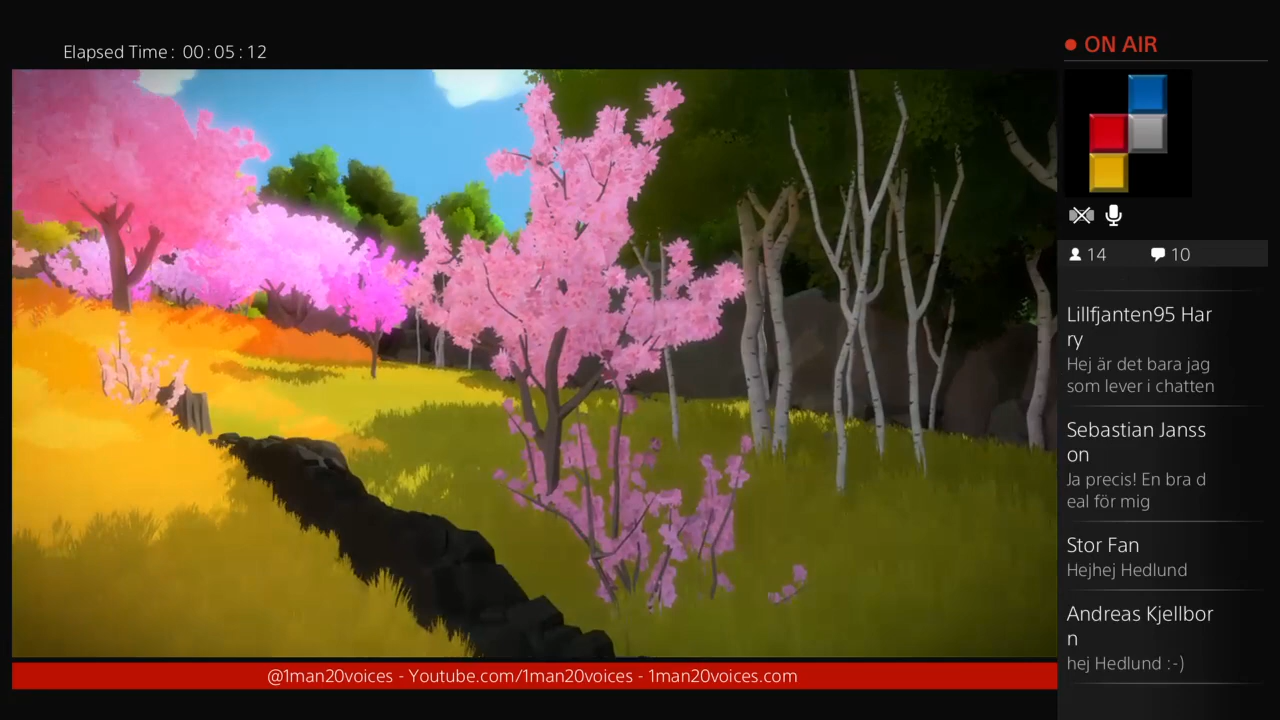 Elapsed Time: 00:05:12
ON AIR
14 10
Lillfjanten95 Har
ry
Hej är det bara jag
som lever i chatten
Sebastian Janss
on
Ja precis! En bra d
eal för mig
Stor Fan
Hejhej Hedlund
Andreas Kjellbor
n
hej Hedlund :-)
@1man20voices - Youtube.com/1man20voices - 1man20voices.com